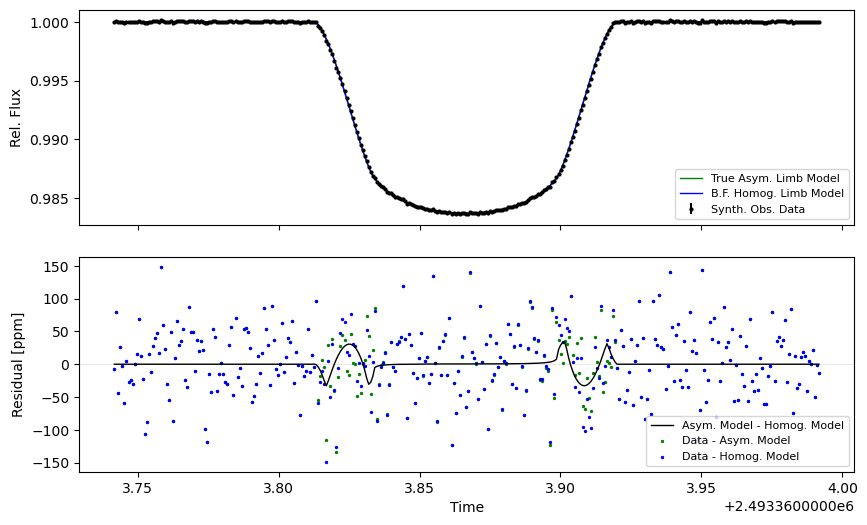 1.000
0.995
0.990
0.985
Rel. Flux
True Asym. Limb Model
B.F. Homog. Limb Model
Synth. Obs. Data
150
100
50
0
−50
−100
−150
Residual [ppm]
Asym. Model - Homog. Model
Data - Asym. Model
Data - Homog. Model
3.75
3.80
3.85
3.90
3.95
4.00
Time
+2.4933600000e6